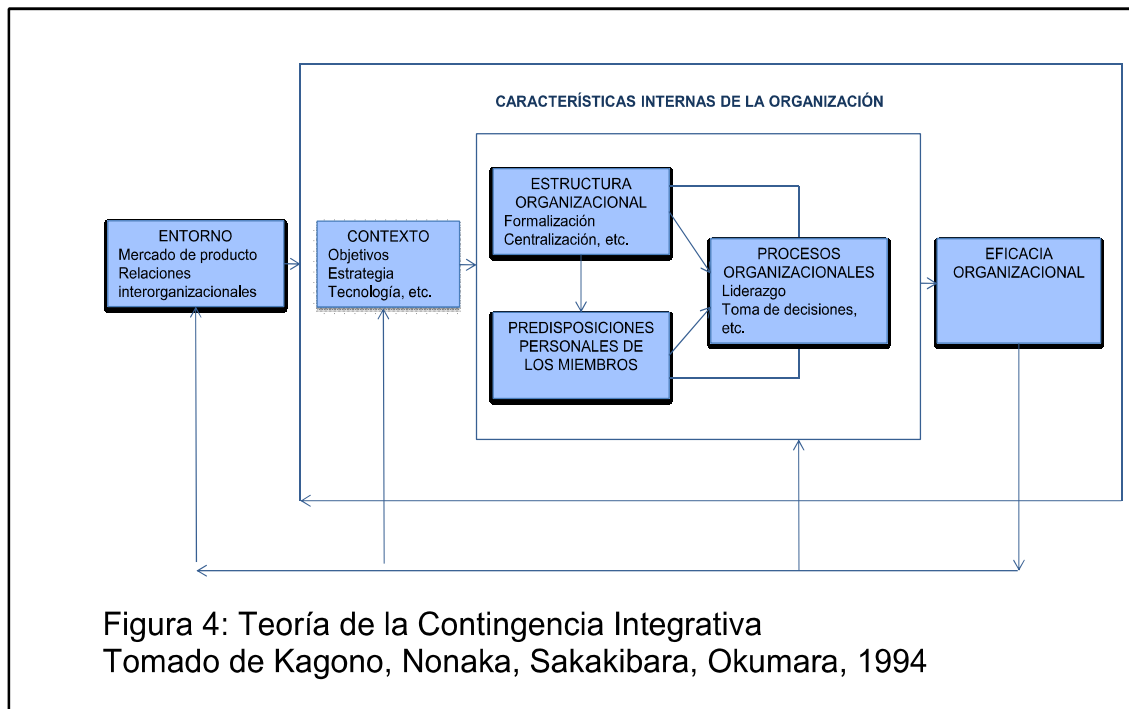 CARACTERÍSTICAS INTERNAS DE LA ORGANIZACIÓN
ENTORNO
Mercado de producto
Relaciones
interorganizacionales
CONTEXTO
Objetivos
Estrategia
Tecnología, etc.
ESTRUCTURA
ORGANIZACIONAL
Formalización
Centralización, etc.
PREDISPOSICIONES
PERSONALES DE
LOS MIEMBROS
PROCESOS
ORGANIZACIONALES
Liderazgo
Toma de decisiones,
etc.
EFICACIA
ORGANIZACIONAL
Figura 4: Teoría de la Contingencia Integrativa
Tomado de Kagono, Nonaka, Sakakibara, Okumara, 1994